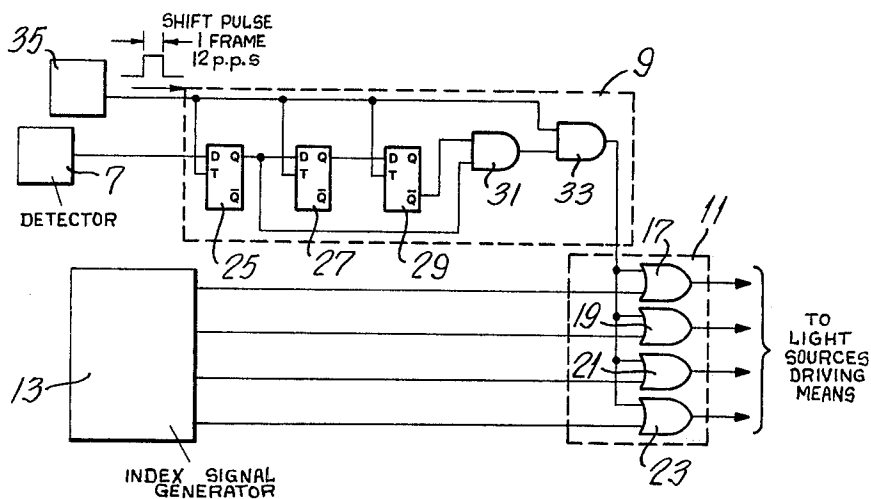 SHIFT PULSE
1 FRAME
12 p.p.s
35
9
D Q
T
Q̅
D Q
T
Q̅
D Q
T
Q̅
31
33
7
DETECTOR
25
27
29
11
17
19
21
23
13
TO
LIGHT
SOURCES
DRIVING
MEANS
INDEX SIGNAL
GENERATOR